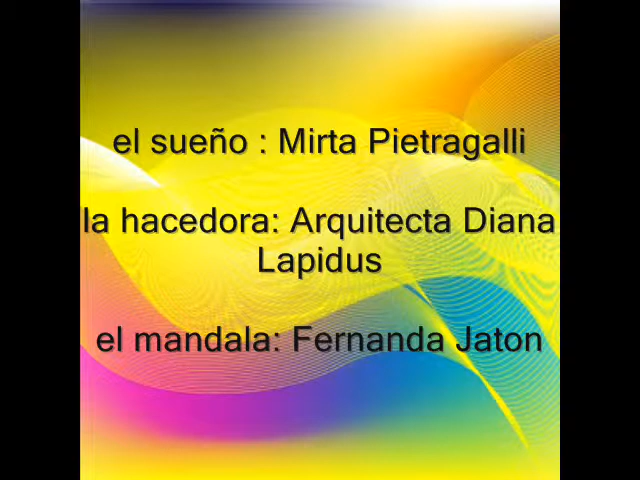 el sueño : Mirta Pietragalli
la hacedora: Arquitecta Diana
Lapidus
el mandala: Fernanda Jaton